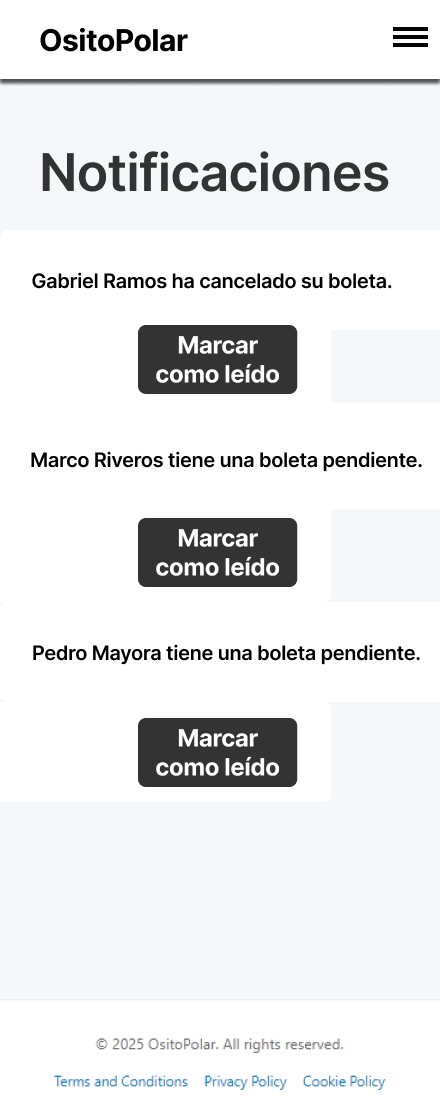 OsitoPolar
Notificaciones
Gabriel Ramos ha cancelado su boleta.
Marcar
como leído
Marco Riveros tiene una boleta pendiente.
Marcar
como leído
Pedro Mayora tiene una boleta pendiente.
Marcar
como leído
© 2025 OsitoPolar. All rights reserved.
Terms and Conditions Privacy Policy Cookie Policy